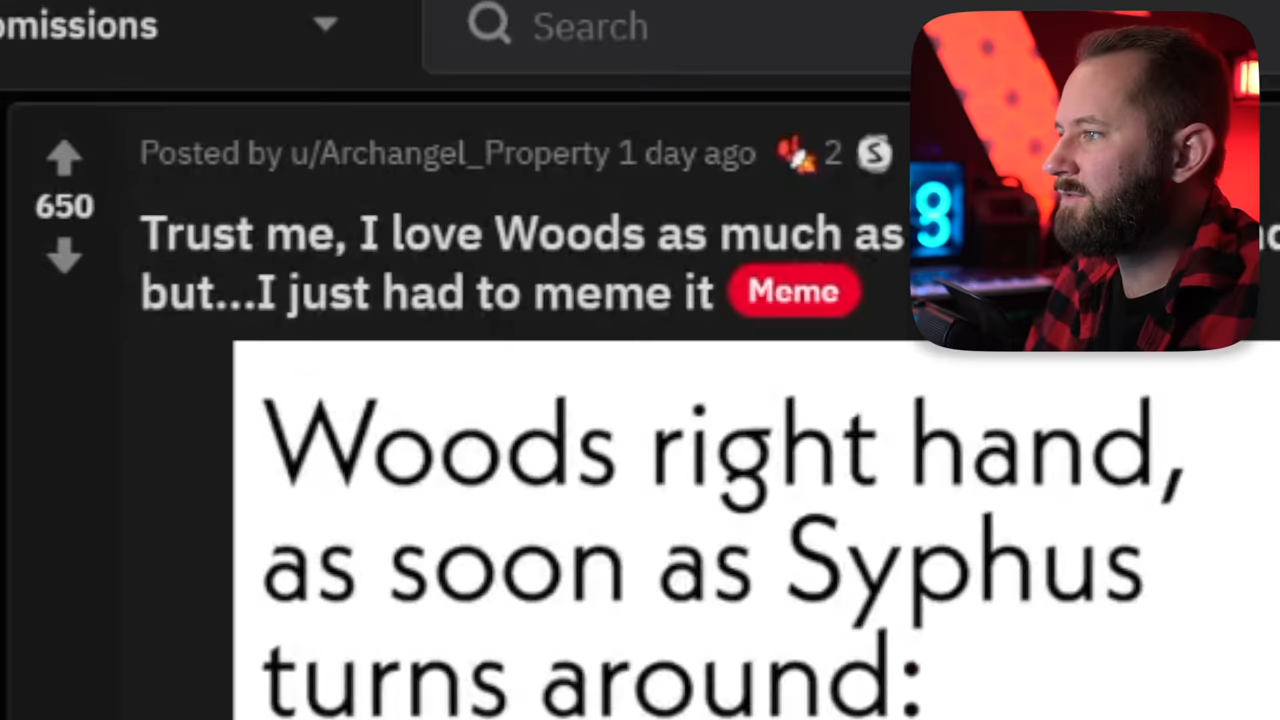 omissions
Search
Posted by u/Archangel_Property 1 day ago 2
650
Trust me, I love Woods as much as
but...I just had to meme it Meme
Woods right hand,
as soon as Syphus
turns around: